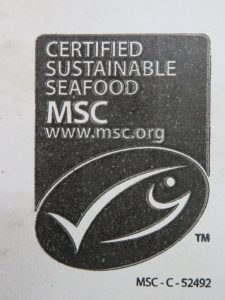 CERTIFIED
SUSTAINABLE
SEAFOOD
MSC
www.msc.org
TM
MSC - C - 52492